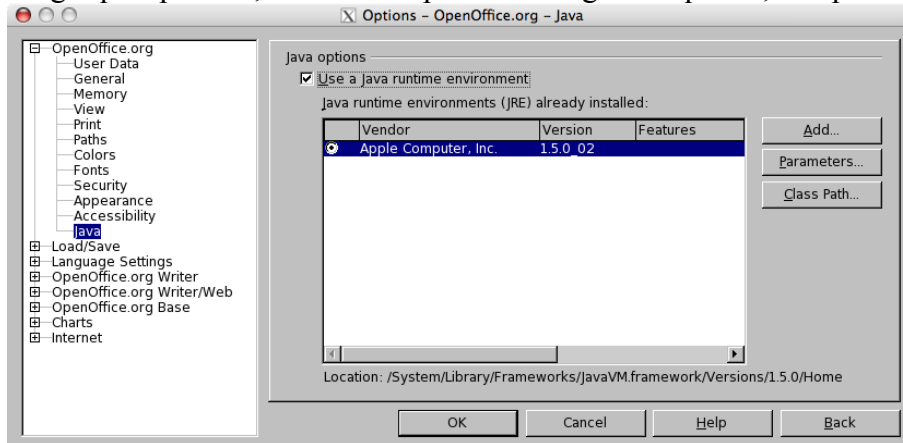 Options – OpenOffice.org – Java
OpenOffice.org
User Data
General
Memory
View
Print
Paths
Colors
Fonts
Security
Appearance
Accessibility
Java
Load/Save
Language Settings
OpenOffice.org Writer
OpenOffice.org Writer/Web
OpenOffice.org Base
Charts
Internet
Java options
Use a Java runtime environment
Java runtime environments (JRE) already installed:
Vendor Version Features
Apple Computer, Inc. 1.5.0_02
Add...
Parameters...
Class Path...
Location: /System/Library/Frameworks/JavaVM.framework/Versions/1.5.0/Home
OK Cancel Help Back